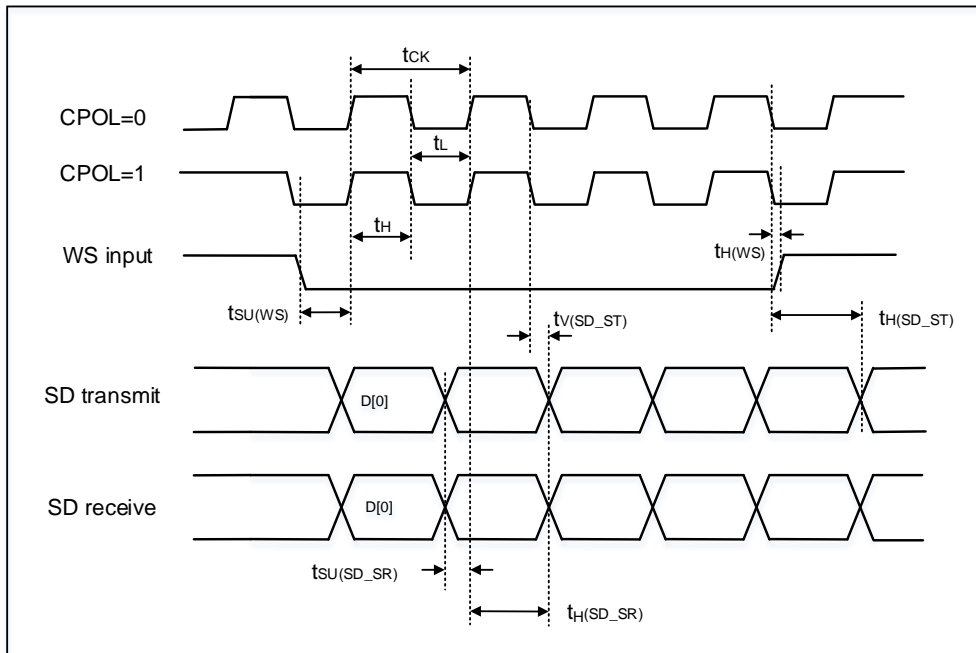 tCK
CPOL=0
tL
CPOL=1
tH
WS input
tH(WS)
tSU(WS)
tV(SD_ST)
tH(SD_ST)
SD transmit
D[0]
SD receive
D[0]
tSU(SD_SR)
tH(SD_SR)